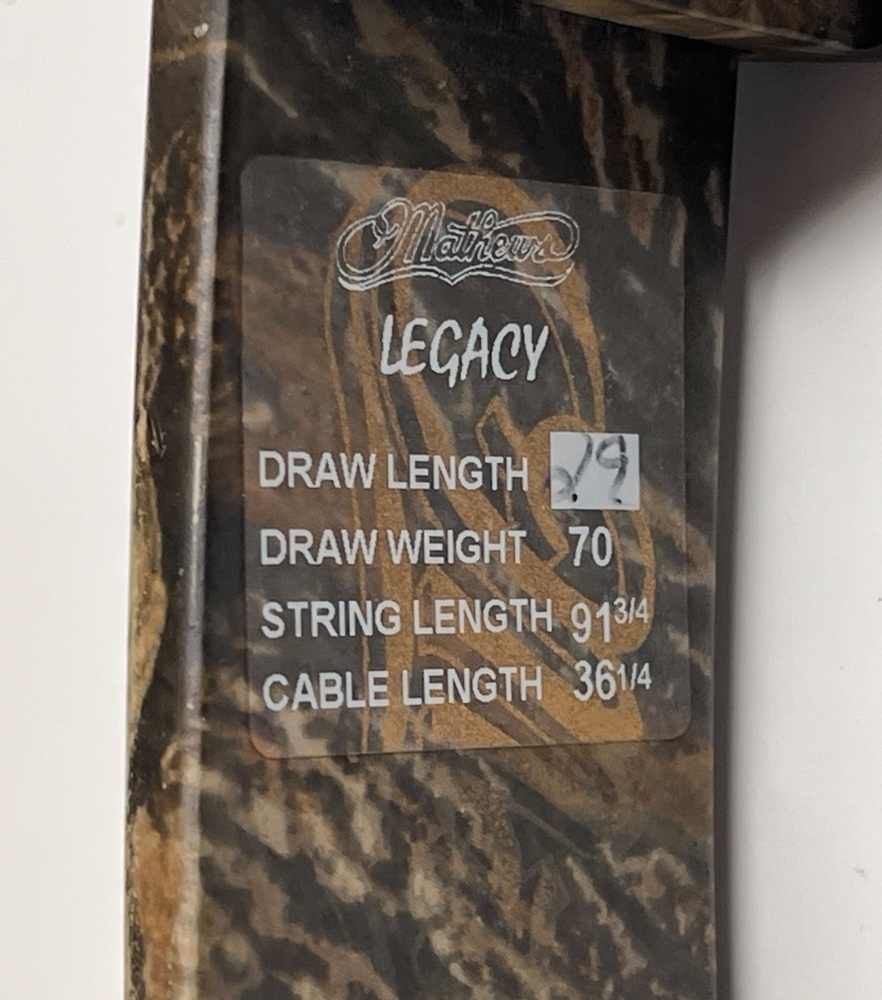 Mathews
LEGACY
DRAW LENGTH 29
DRAW WEIGHT 70
STRING LENGTH 91 3/4
CABLE LENGTH 36 1/4